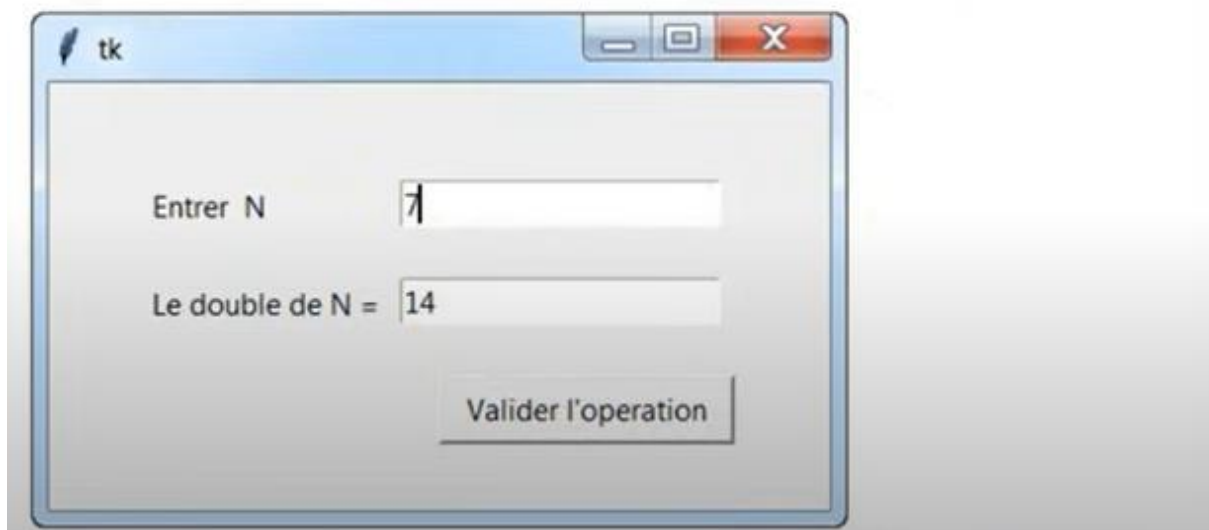 tk
Entrer N 7
Le double de N = 14
Valider l'operation